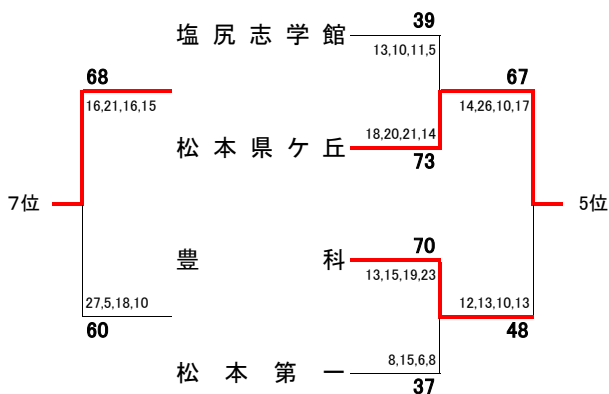 39
塩尻志学館
13,10,11,5
68
67
16,21,16,15
14,26,10,17
18,20,21,14
松本県ケ丘
73
7位
5位
70
豊科
13,15,19,23
27,5,18,10
12,13,10,13
60
48
8,15,6,8
松本第一
37